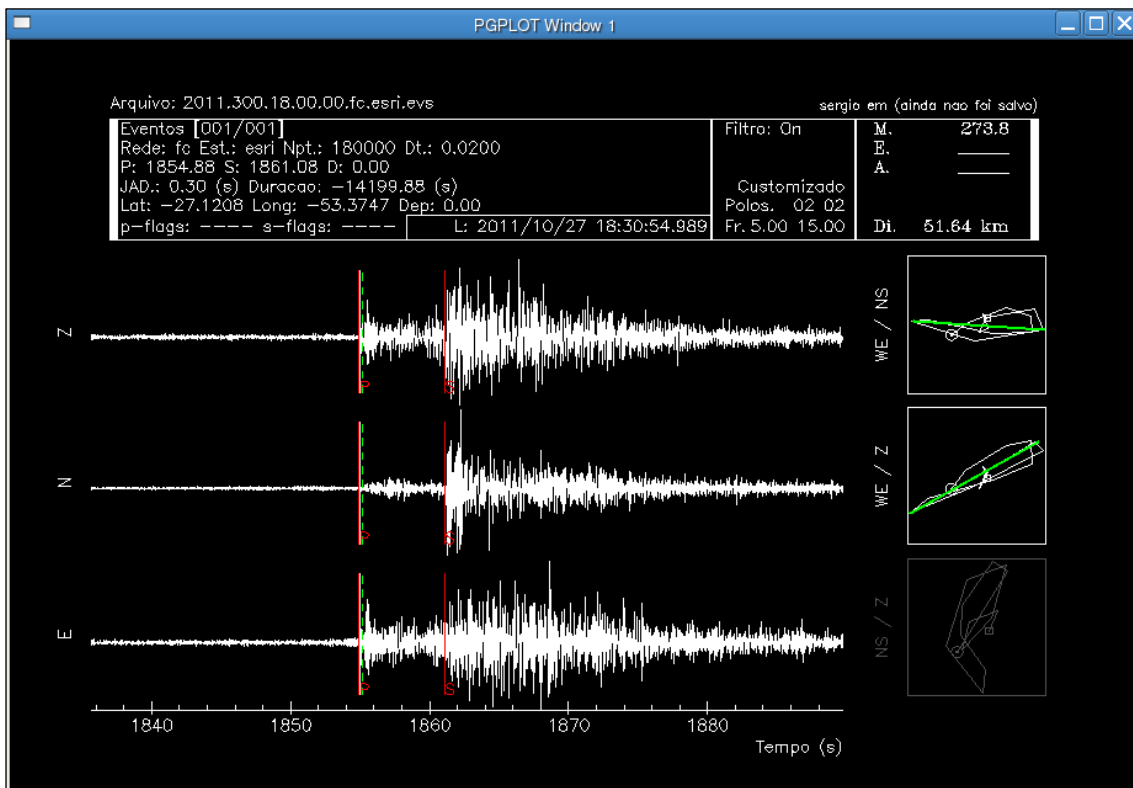 PGPLOT Window 1
Arquivo: 2011.300.18.00.00.fc.esri.evs
sergio em (ainda nao foi salvo)
Eventos [001/001]
Rede: fc Est.: esri Npt.: 180000 Dt.: 0.0200
P: 1854.88 S: 1861.08 D: 0.00
JAD.: 0.30 (s) Duracao: -14199.88 (s)
Lat: -27.1208 Long: -53.3747 Dep: 0.00
p-flags: ---- s-flags: ----
L: 2011/10/27 18:30:54.989
Filtro: On
Customizado
Polos. 02 02
Fr. 5.00 15.00
M. 273.8
E. ____
A. ____
Di. 51.64 km
Z
P
S
WE / NS
N
P
S
WE / Z
E
P
S
NS / Z
1840 1850 1860 1870 1880
Tempo (s)